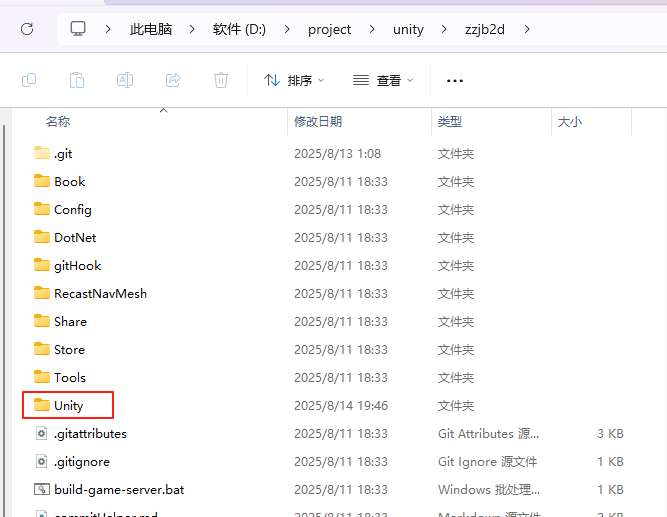 此电脑 > 软件 (D:) > project > unity > zzjb2d >
排序 查看 ...
名称 修改日期 类型 大小
.git 2025/8/13 1:08 文件夹
Book 2025/8/11 18:33 文件夹
Config 2025/8/11 18:33 文件夹
DotNet 2025/8/11 18:33 文件夹
gitHook 2025/8/11 18:33 文件夹
RecastNavMesh 2025/8/11 18:33 文件夹
Share 2025/8/11 18:33 文件夹
Store 2025/8/11 18:33 文件夹
Tools 2025/8/11 18:33 文件夹
Unity 2025/8/14 19:46 文件夹
.gitattributes 2025/8/11 18:33 Git Attributes 源... 3 KB
.gitignore 2025/8/11 18:33 Git Ignore 源文件 1 KB
build-game-server.bat 2025/8/11 18:33 Windows 批处理... 1 KB
commitHelper.md 2025/8/11 18:33